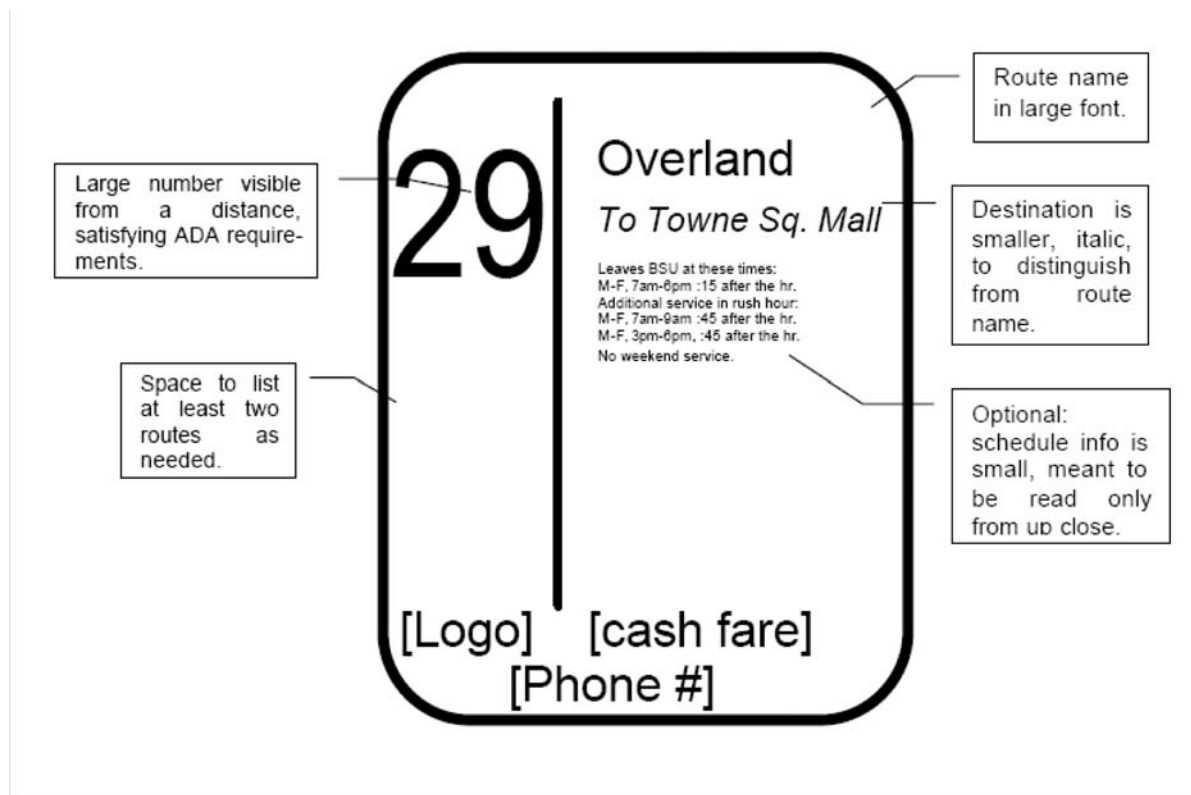 Large number visible
from a distance,
satisfying ADA require-
ments.
Space to list
at least two
routes as
needed.
29
Overland
To Towne Sq. Mall
Leaves BSU at these times:
M-F, 7am-6pm :15 after the hr.
Additional service in rush hour:
M-F, 7am-9am :45 after the hr.
M-F, 3pm-6pm, :45 after the hr.
No weekend service.
[Logo] [cash fare]
[Phone #]
Route name
in large font.
Destination is
smaller, italic,
to distinguish
from route
name.
Optional:
schedule info is
small, meant to
be read only
from up close.